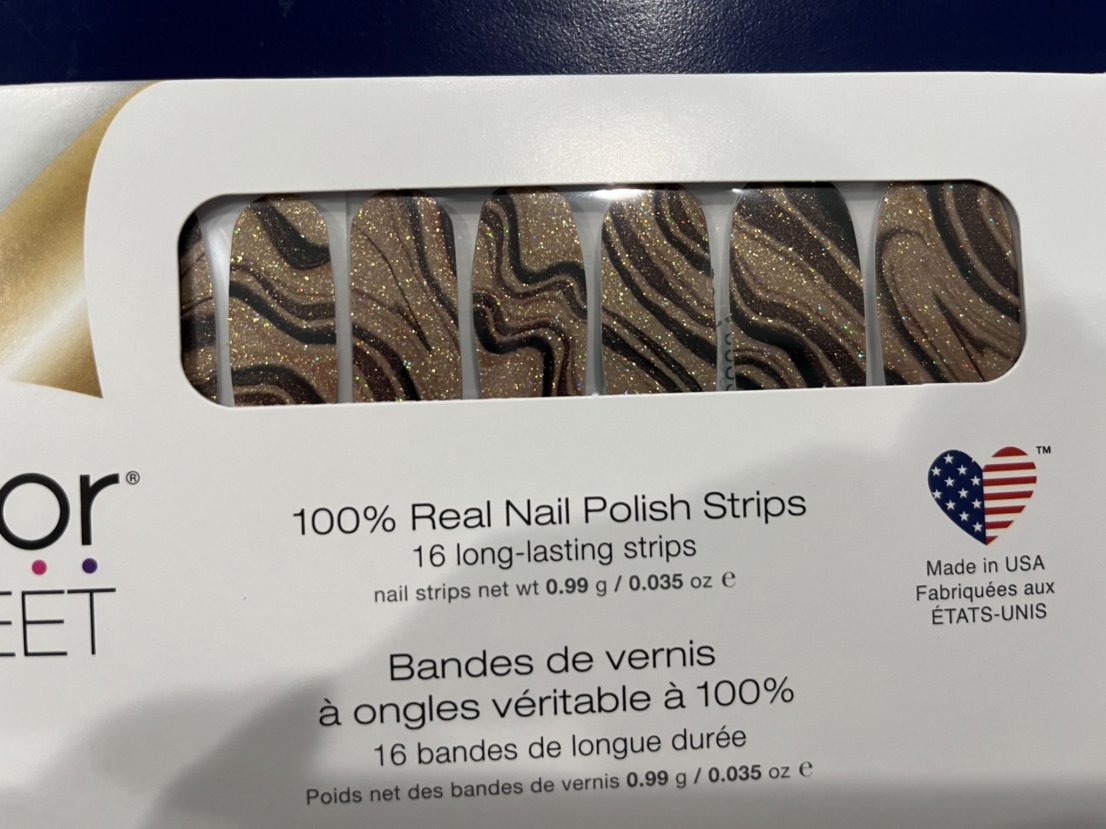 or®
EET
100% Real Nail Polish Strips
16 long-lasting strips
nail strips net wt 0.99 g / 0.035 oz ℮
Bandes de vernis
à ongles véritable à 100%
16 bandes de longue durée
Poids net des bandes de vernis 0.99 g / 0.035 oz ℮
™
Made in USA
Fabriquées aux
ÉTATS-UNIS